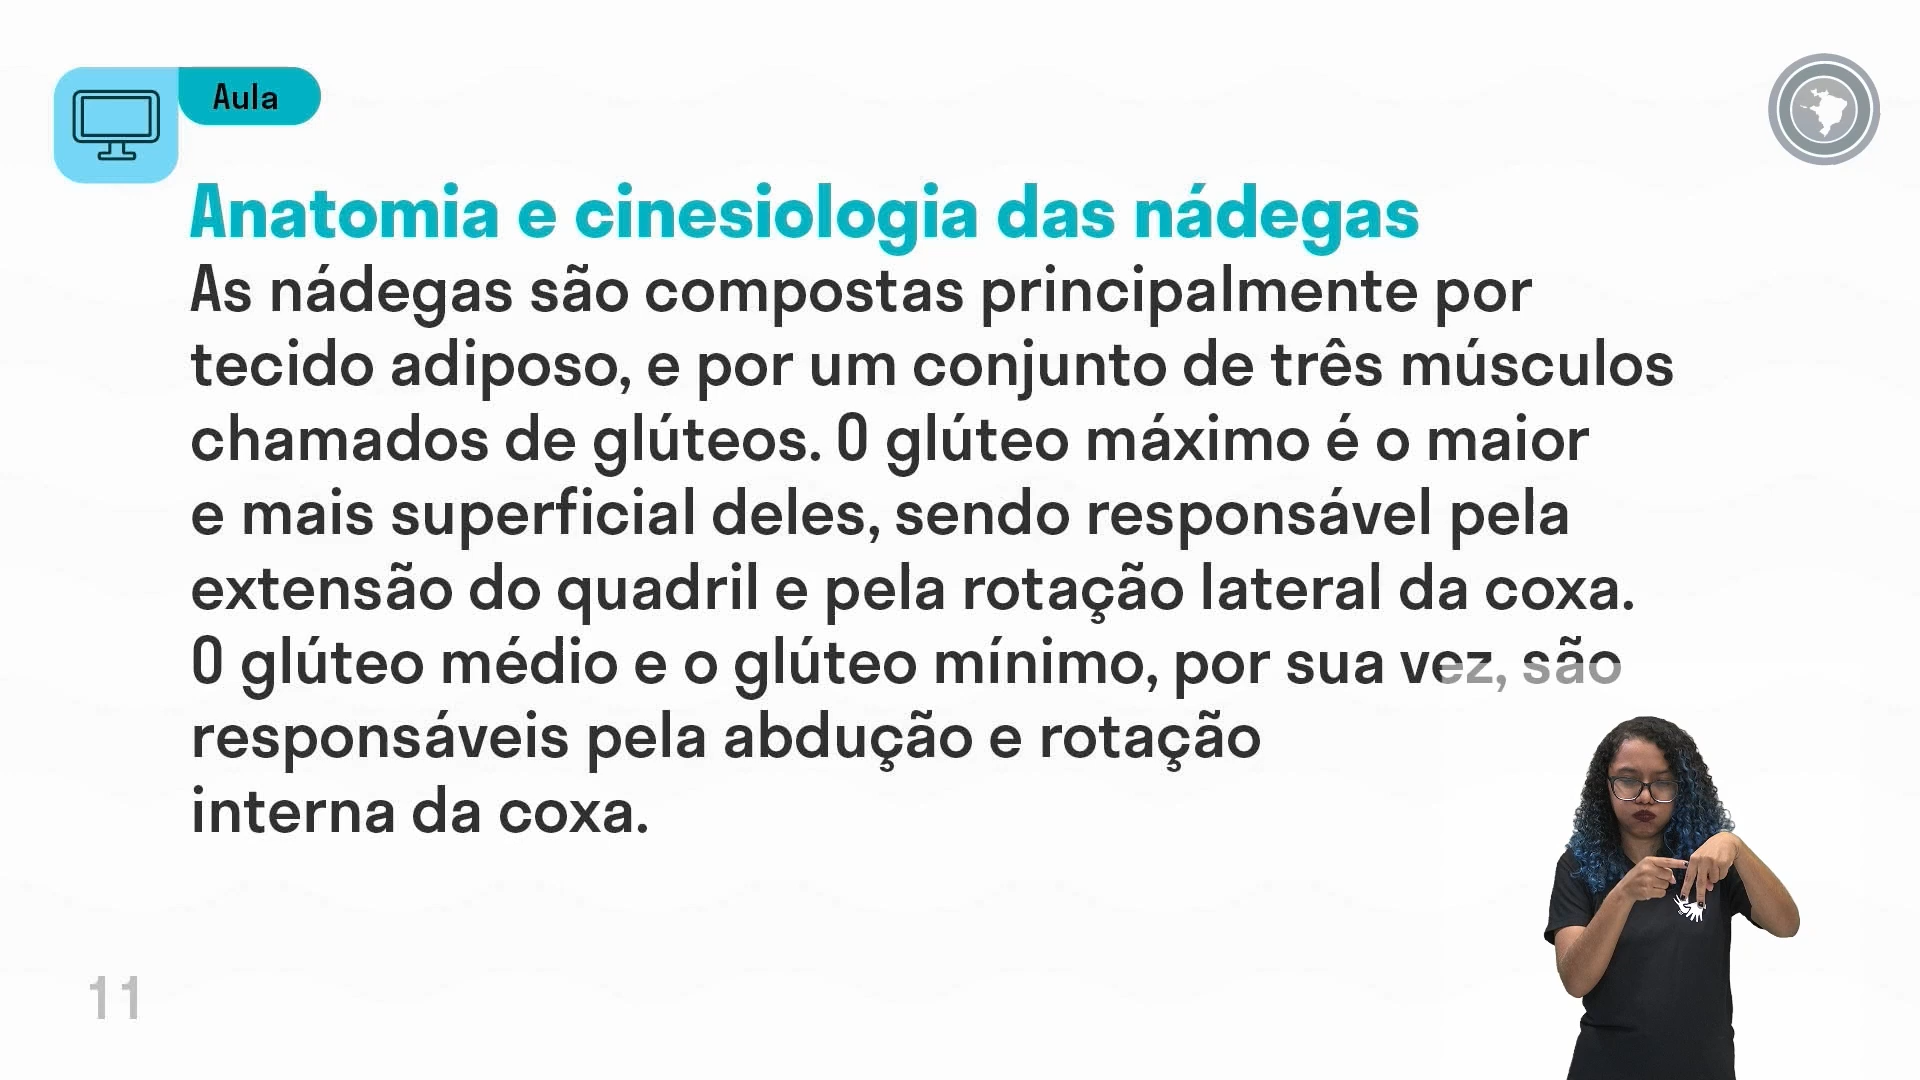 Aula
Anatomia e cinesiologia das nádegas
As nádegas são compostas principalmente por
tecido adiposo, e por um conjunto de três músculos
chamados de glúteos. O glúteo máximo é o maior
e mais superficial deles, sendo responsável pela
extensão do quadril e pela rotação lateral da coxa.
O glúteo médio e o glúteo mínimo, por sua vez, são
responsáveis pela abdução e rotação
interna da coxa.
11